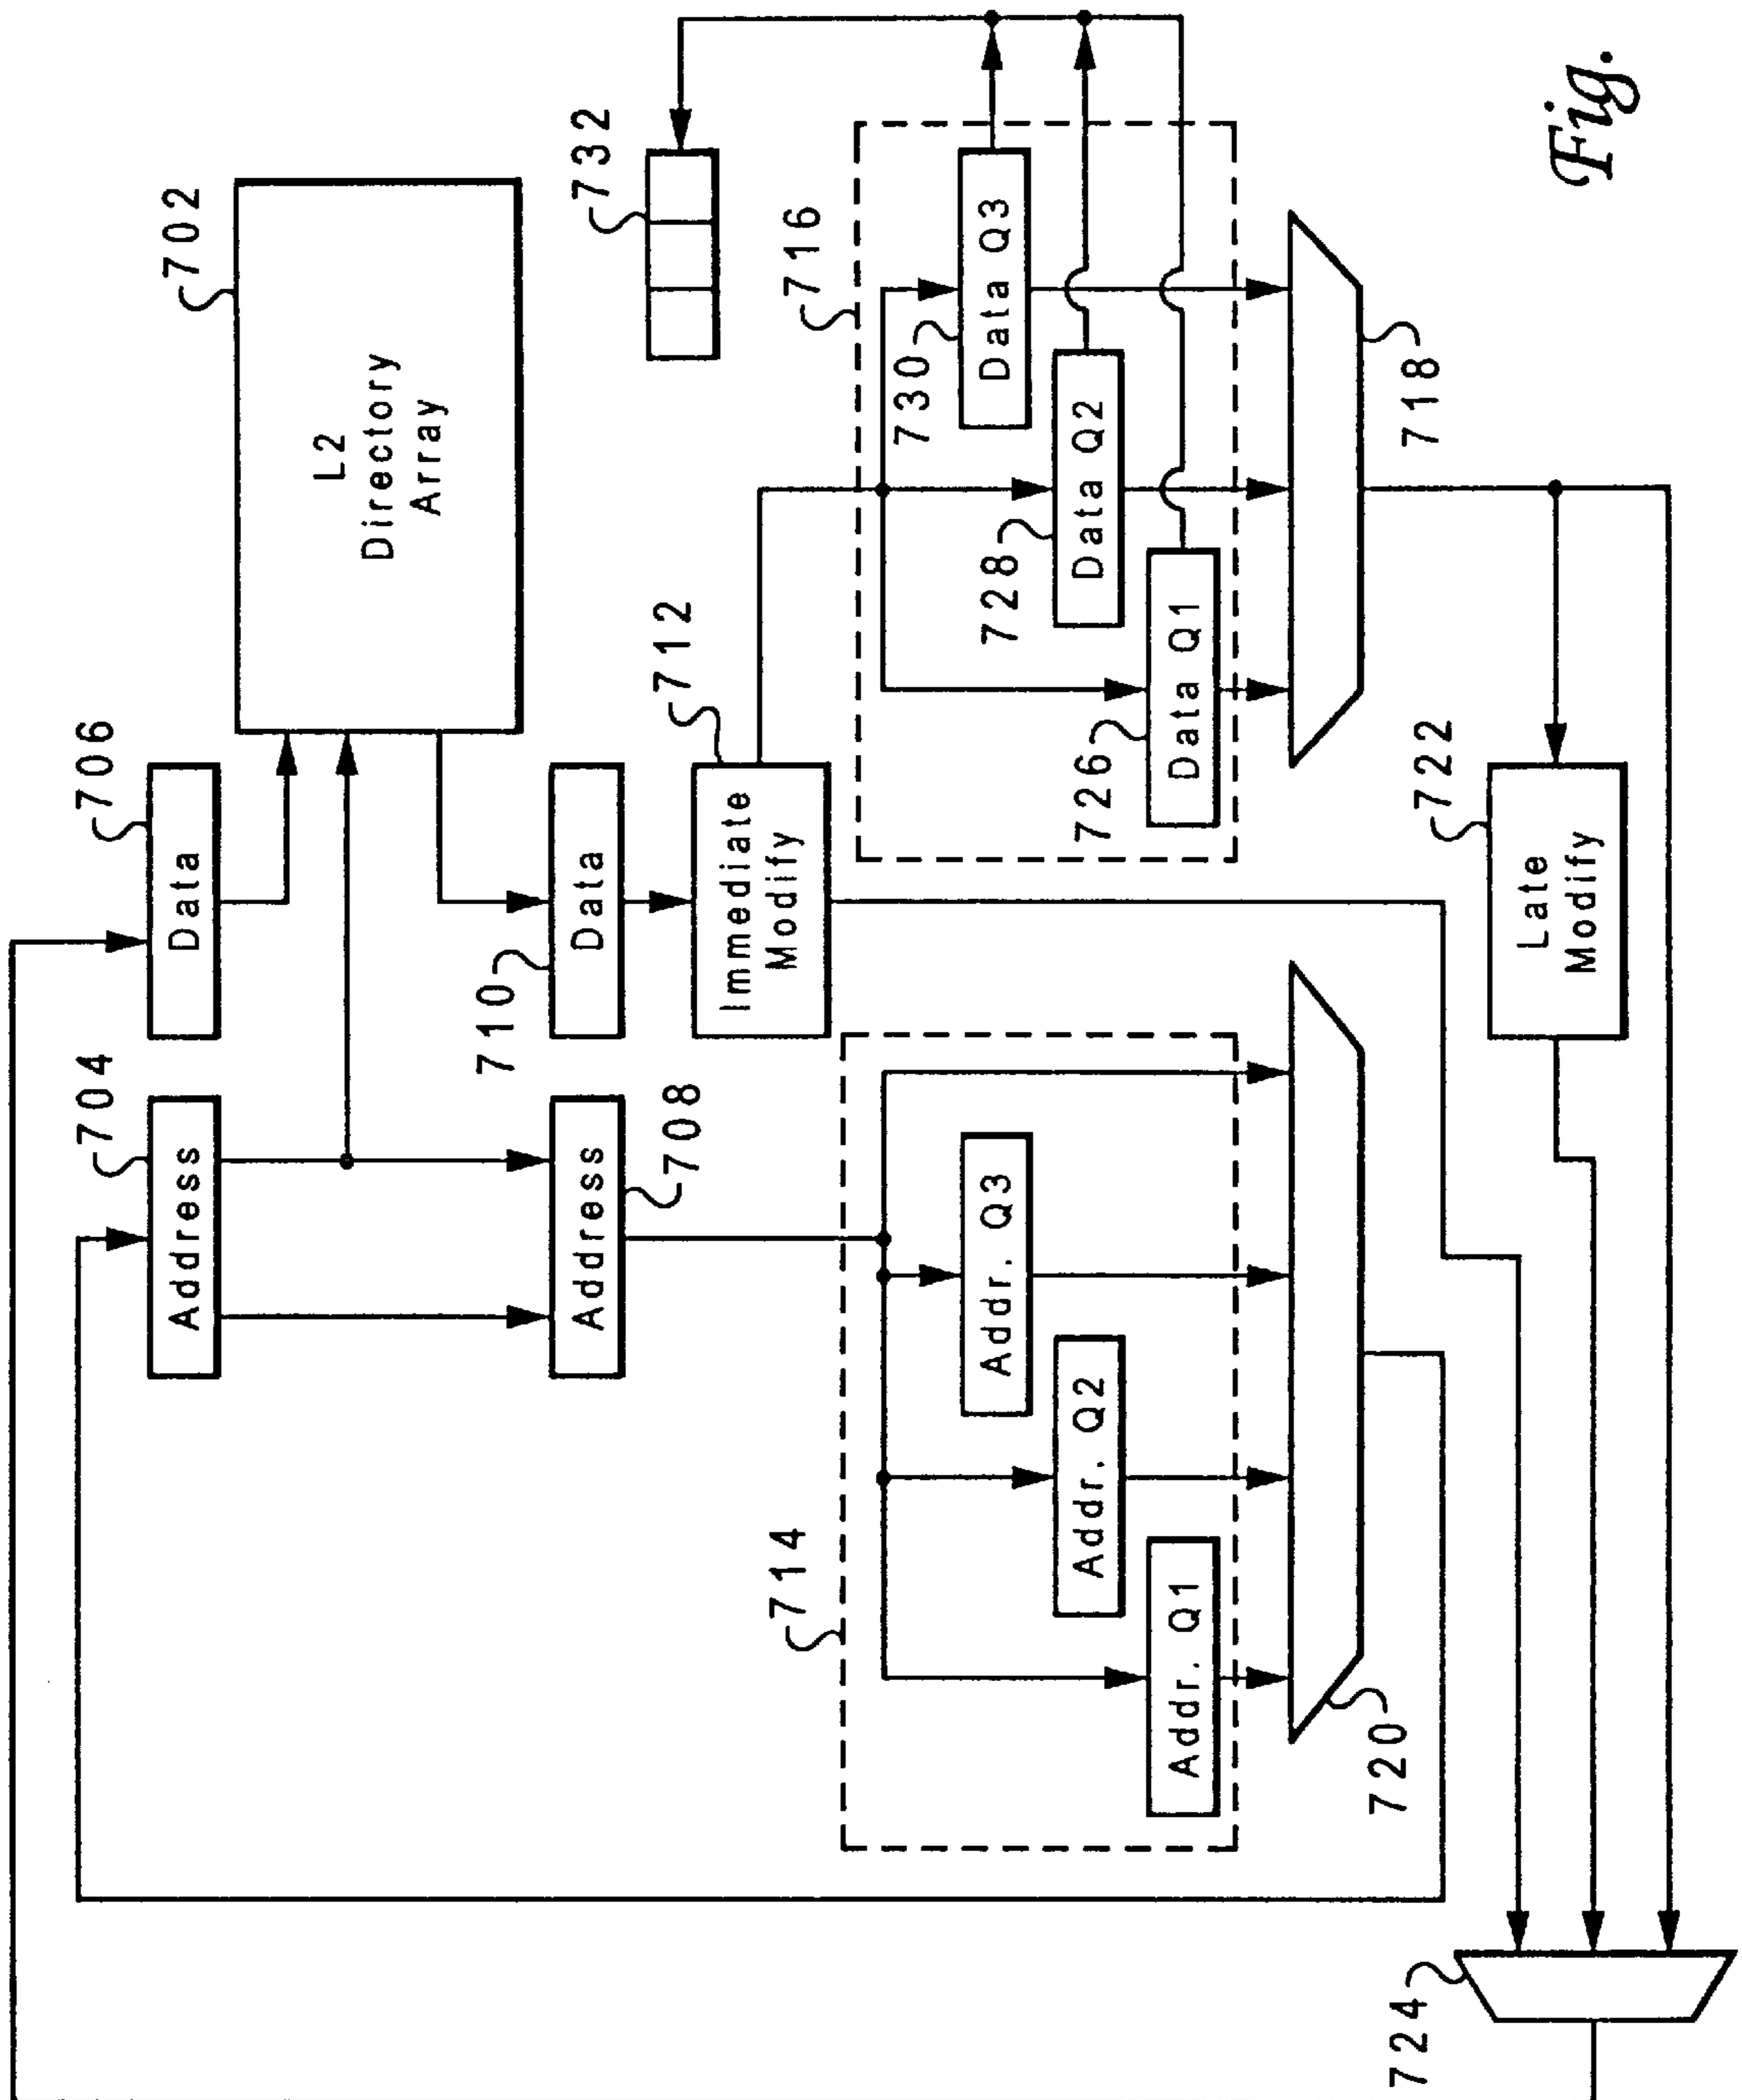 702
L2
Directory
Array
706
Data
704
Address
732
710
Data
708
Address
712
Immediate
Modify
716
730
Data Q3
728
Data Q2
726
Data Q1
718
714
Addr. Q3
Addr. Q2
Addr. Q1
720
722
Late
Modify
724
Fig.